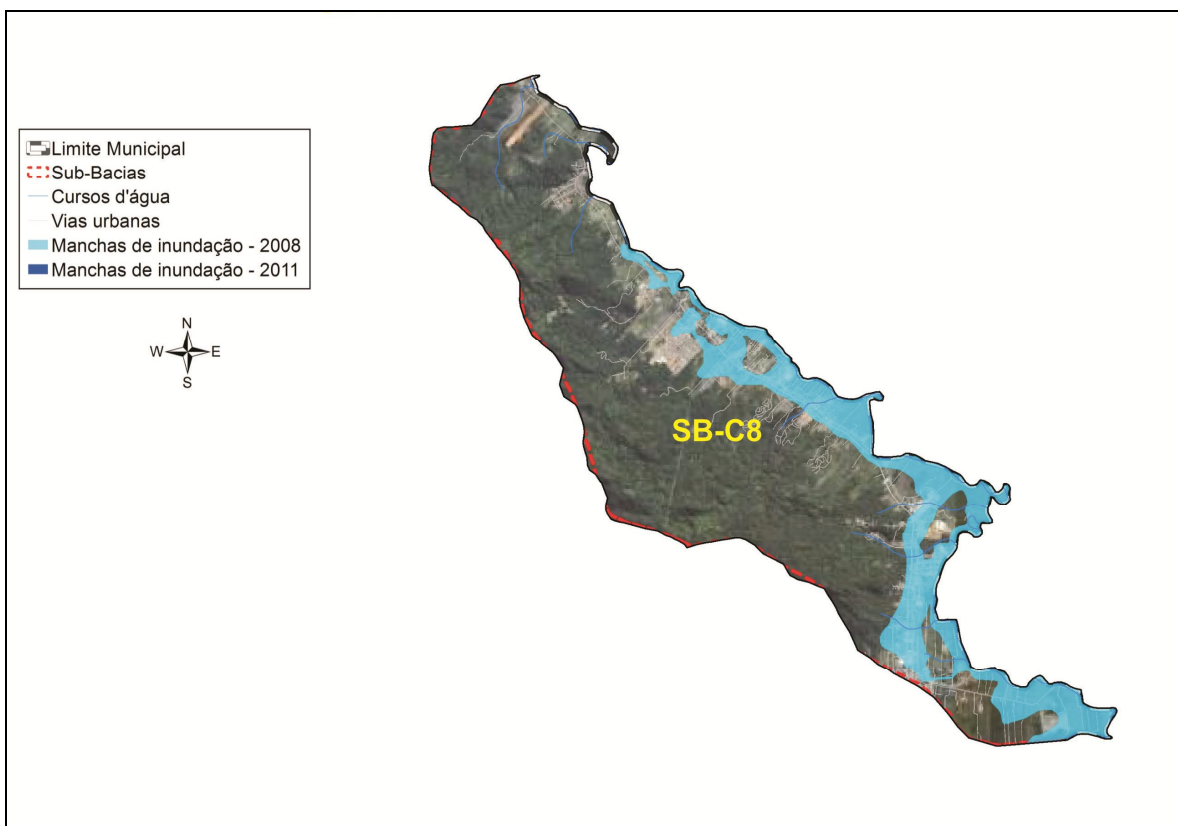 Limite Municipal
Sub-Bacias
Cursos d'água
Vias urbanas
Manchas de inundação - 2008
Manchas de inundação - 2011
N
W E
S
SB-C8